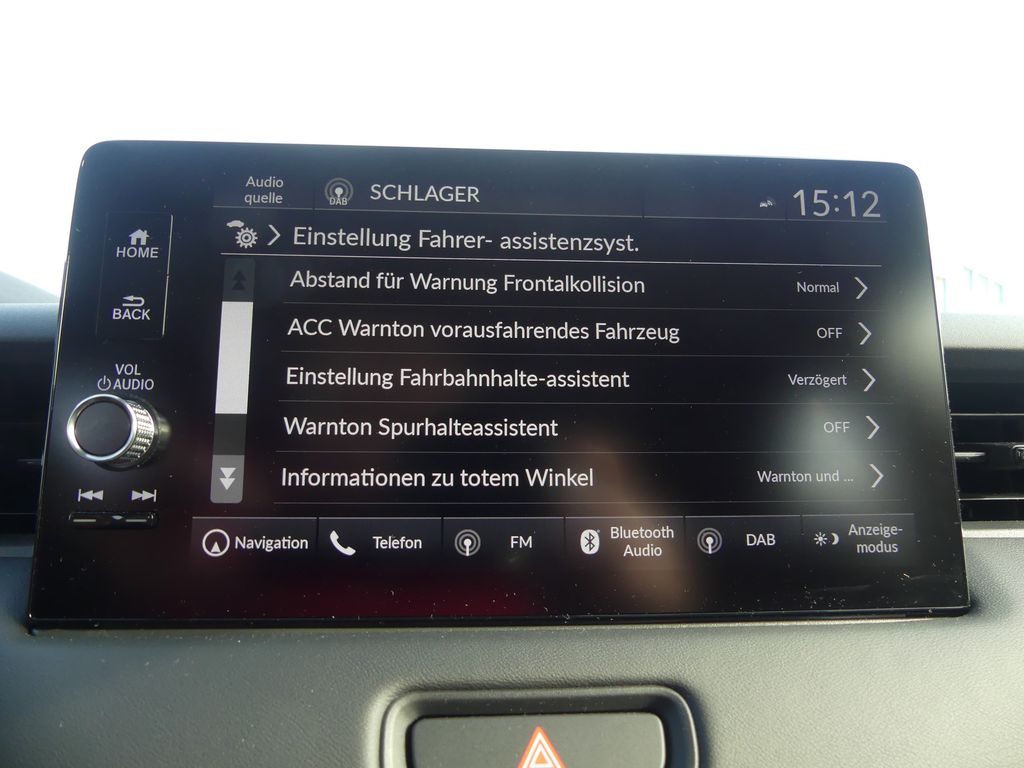 Audio
quelle
DAB
SCHLAGER
15:12
HOME
BACK
VOL
AUDIO
Einstellung Fahrer- assistenzsyst.
Abstand für Warnung Frontalkollision Normal
ACC Warnton vorausfahrendes Fahrzeug OFF
Einstellung Fahrbahnhalte-assistent Verzögert
Warnton Spurhalteassistent OFF
Informationen zu totem Winkel Warnton und ...
Navigation
Telefon
FM
Bluetooth
Audio
DAB
Anzeige-
modus